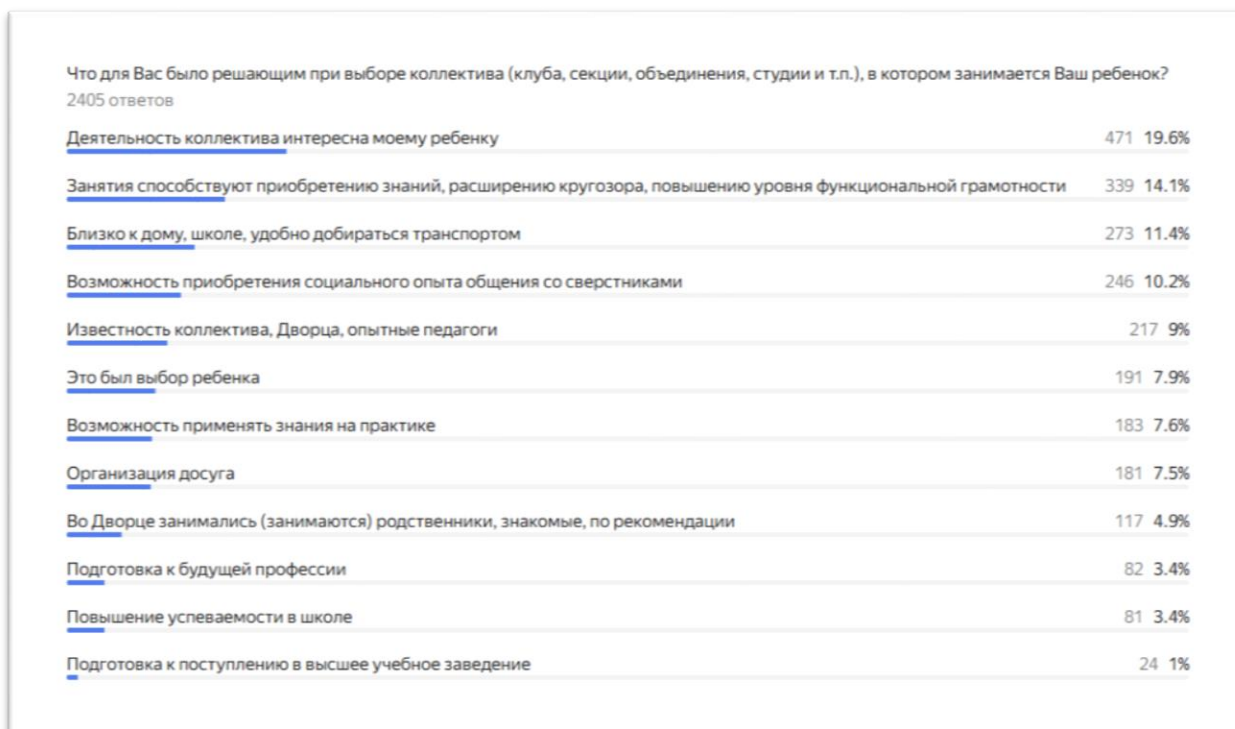 Что для Вас было решающим при выборе коллектива (клуба, секции, объединения, студии и т.п.), в котором занимается Ваш ребенок?
2405 ответов
Деятельность коллектива интересна моему ребенку 471 19.6%
Занятия способствуют приобретению знаний, расширению кругозора, повышению уровня функциональной грамотности 339 14.1%
Близко к дому, школе, удобно добираться транспортом 273 11.4%
Возможность приобретения социального опыта общения со сверстниками 246 10.2%
Известность коллектива, Дворца, опытные педагоги 217 9%
Это был выбор ребенка 191 7.9%
Возможность применять знания на практике 183 7.6%
Организация досуга 181 7.5%
Во Дворце занимались (занимаются) родственники, знакомые, по рекомендации 117 4.9%
Подготовка к будущей профессии 82 3.4%
Повышение успеваемости в школе 81 3.4%
Подготовка к поступлению в высшее учебное заведение 24 1%